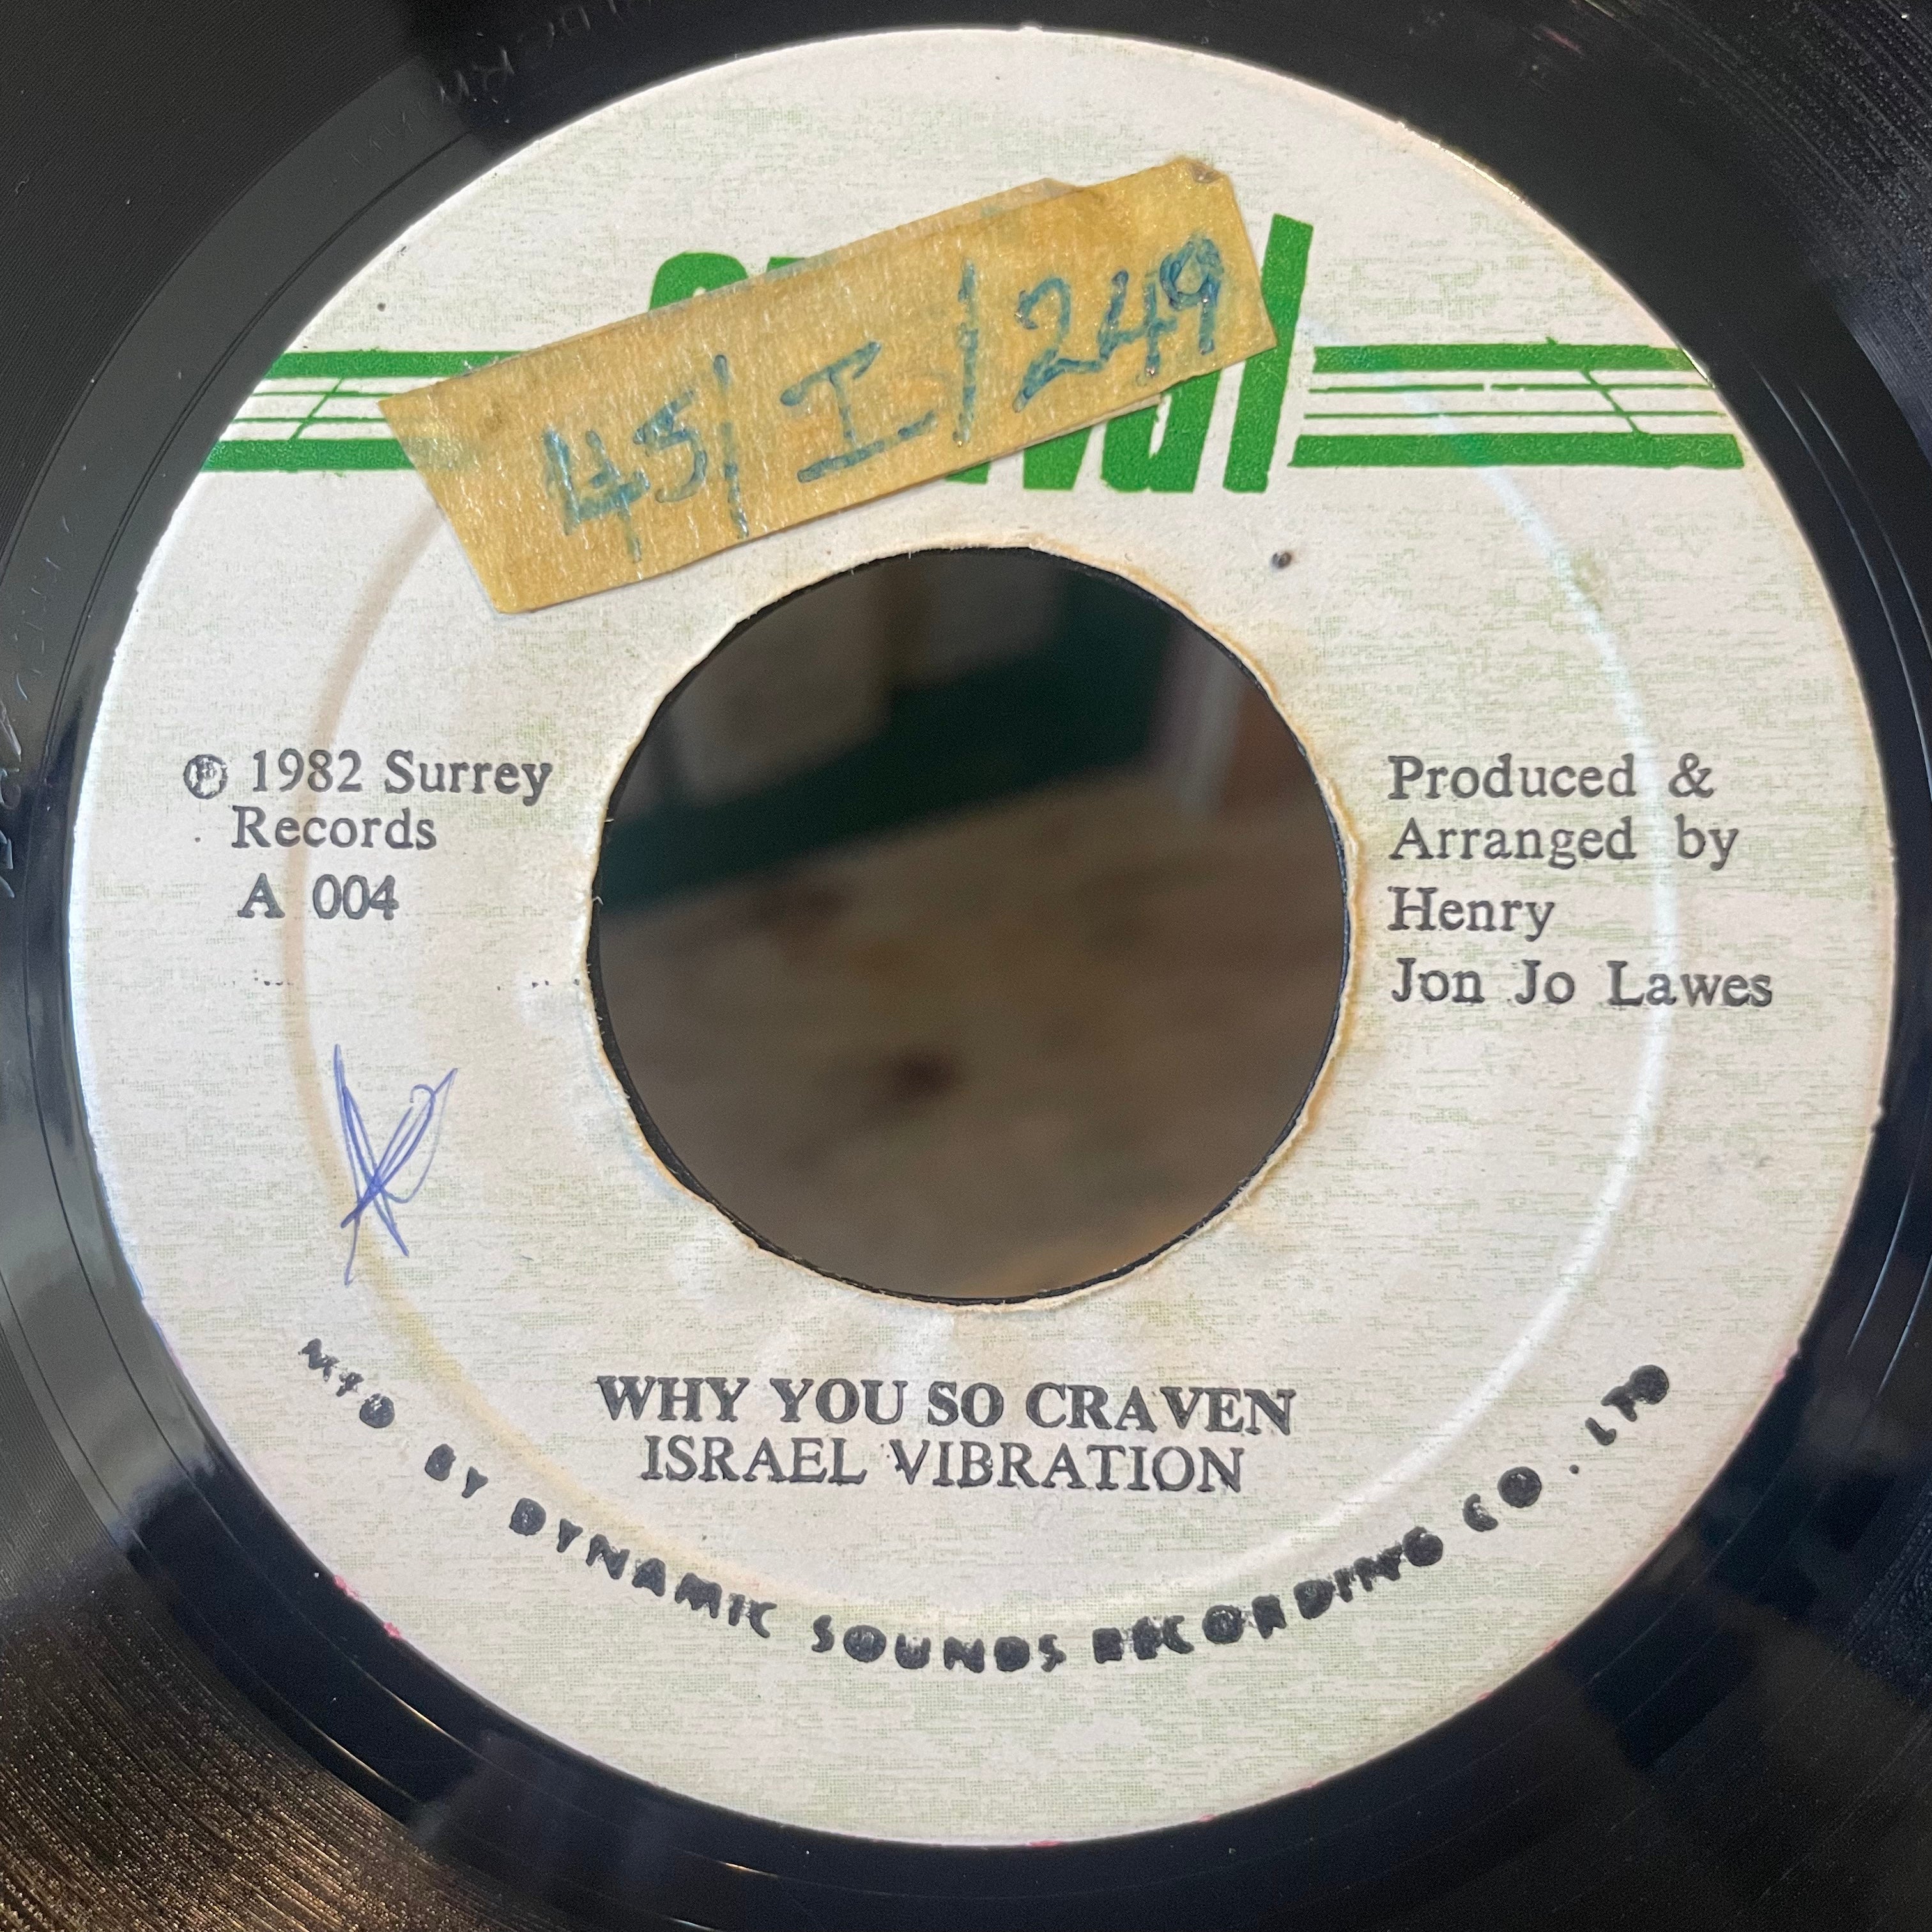 45/I/249
℗ 1982 Surrey
Records
A 004
Produced &
Arranged by
Henry
Jon Jo Lawes
WHY YOU SO CRAVEN
ISRAEL VIBRATION
MFD BY DYNAMIC SOUNDS RECORDING CO. LTD